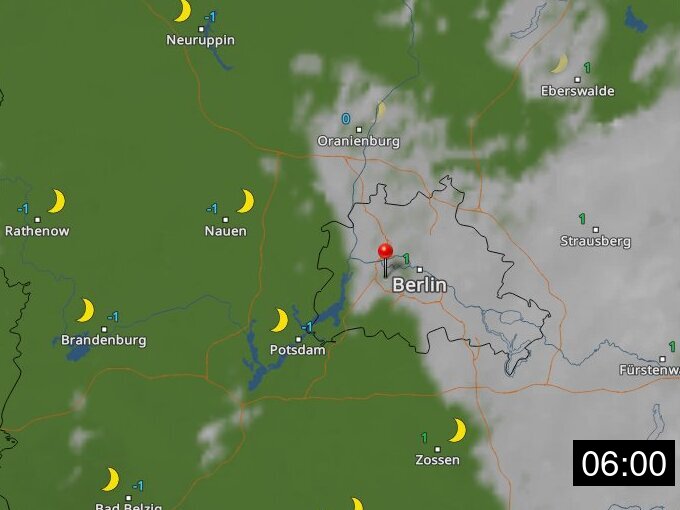 -1
Neuruppin
1
Eberswalde
0
Oranienburg
-1
Rathenow
-1
Nauen
1
Strausberg
1
Berlin
-1
Brandenburg
-1
Potsdam
1
Fürstenwa
1
Zossen
06:00
-1
Bad Belzig